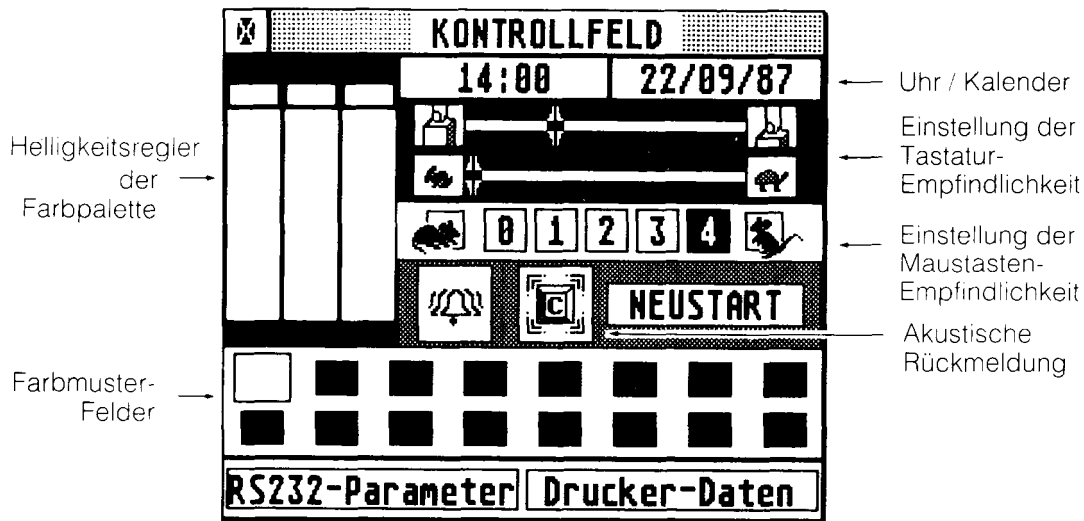 KONTROLLFELD
14:00 22/09/87
0 1 2 3 4
C NEUSTART
RS232-Parameter Drucker-Daten
Helligkeitsregler
der
Farbpalette
Farbmuster-
Felder
Uhr / Kalender
Einstellung der
Tastatur-
Empfindlichkeit
Einstellung der
Maustasten-
Empfindlichkeit
Akustische
Rückmeldung